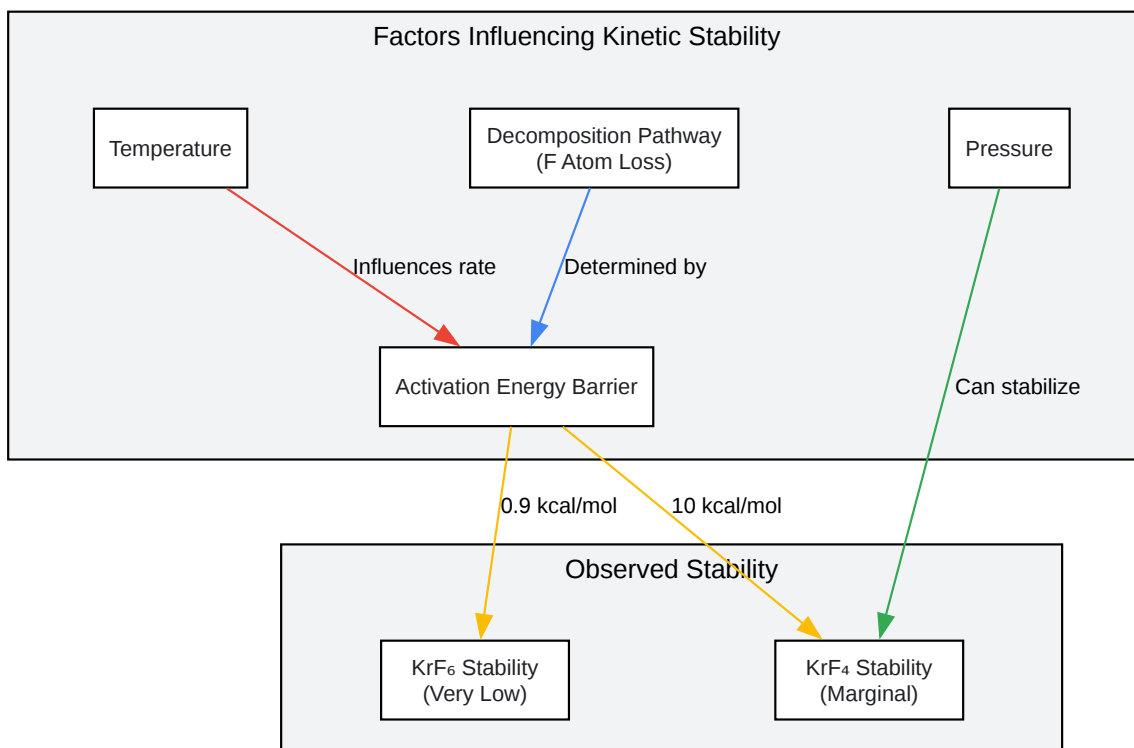 Factors Influencing Kinetic Stability
Temperature
Decomposition Pathway
(F Atom Loss)
Pressure
Influences rate
Determined by
Activation Energy Barrier
Can stabilize
0.9 kcal/mol
10 kcal/mol
Observed Stability
KrF₆ Stability
(Very Low)
KrF₄ Stability
(Marginal)